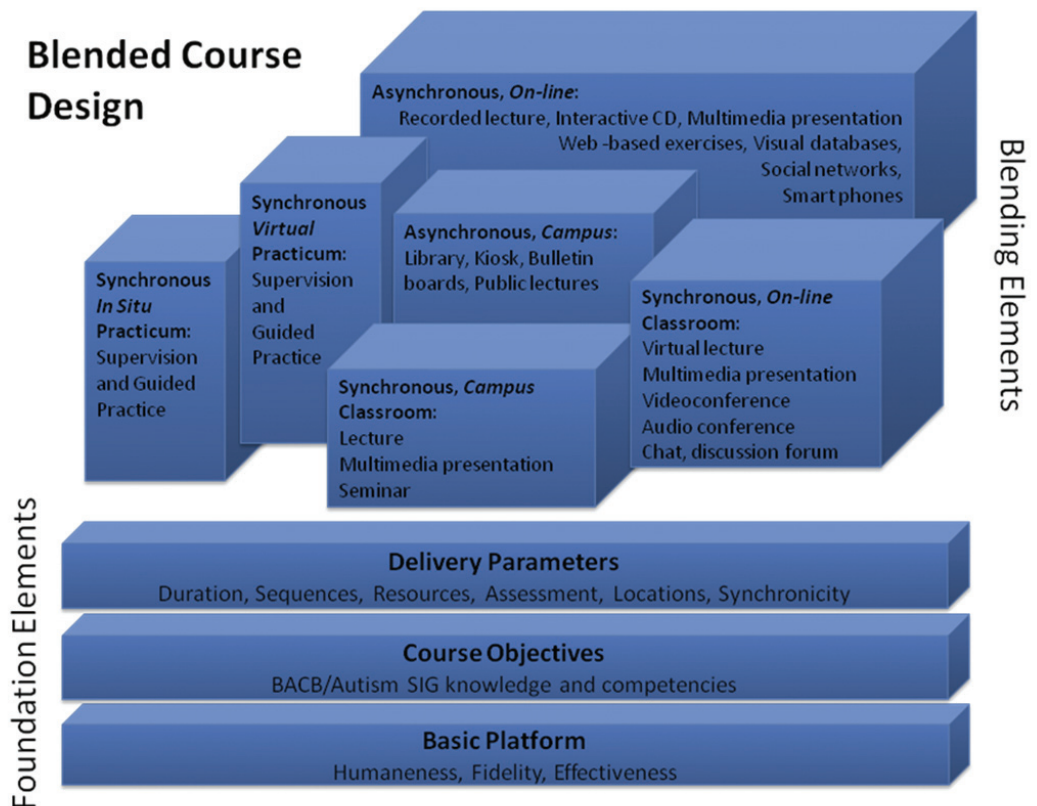 Blended Course
Design
Asynchronous, On-line:
Recorded lecture, Interactive CD, Multimedia presentation
Web -based exercises, Visual databases,
Social networks,
Smart phones
Synchronous
Virtual
Practicum:
Supervision
and
Guided
Practice
Asynchronous, Campus:
Library, Kiosk, Bulletin
boards, Public lectures
Synchronous
In Situ
Practicum:
Supervision
and Guided
Practice
Synchronous, On-line
Classroom:
Virtual lecture
Multimedia presentation
Videoconference
Audio conference
Chat, discussion forum
Synchronous, Campus
Classroom:
Lecture
Multimedia presentation
Seminar
Blending Elements
Foundation Elements
Delivery Parameters
Duration, Sequences, Resources, Assessment, Locations, Synchronicity
Course Objectives
BACB/Autism SIG knowledge and competencies
Basic Platform
Humaneness, Fidelity, Effectiveness